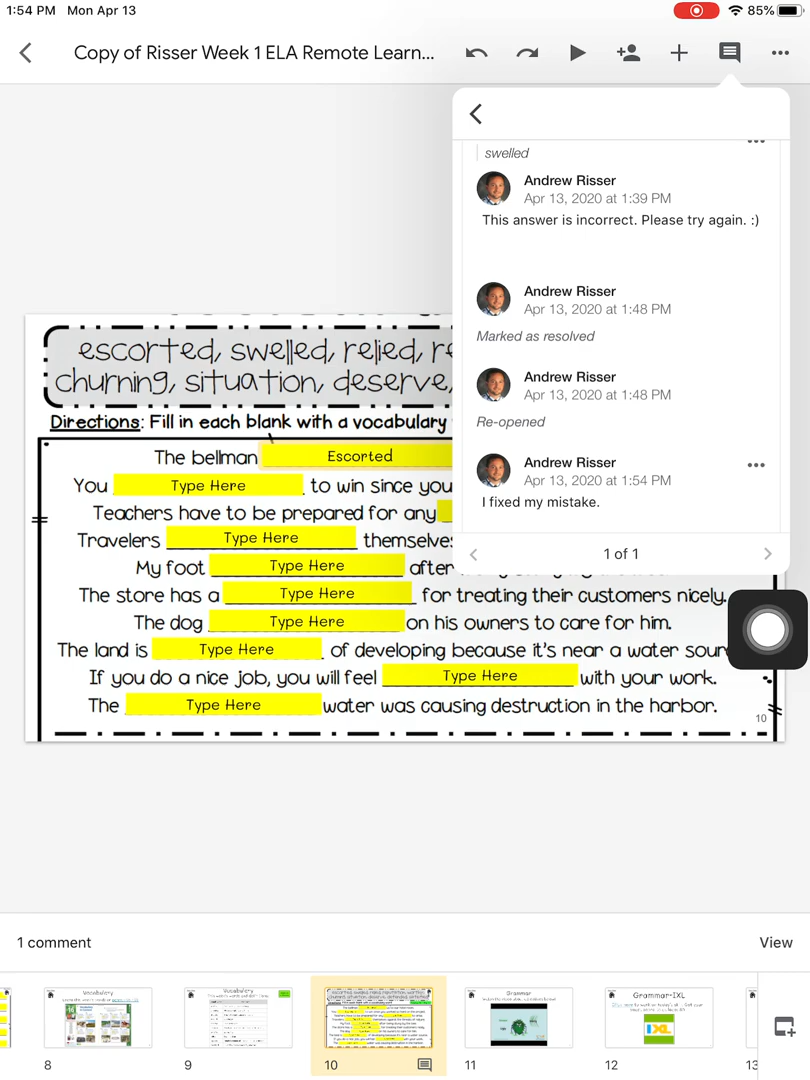 1:54 PM Mon Apr 13
85%
Copy of Risser Week 1 ELA Remote Learn...
swelled
Andrew Risser
Apr 13, 2020 at 1:39 PM
This answer is incorrect. Please try again. :)
Andrew Risser
Apr 13, 2020 at 1:48 PM
Marked as resolved
Andrew Risser
Apr 13, 2020 at 1:48 PM
Re-opened
Andrew Risser
Apr 13, 2020 at 1:54 PM
I fixed my mistake.
1 of 1
escorted, swelled, relied, re
churning, situation, deserve,
Directions: Fill in each blank with a vocabulary
The bellman Escorted
You Type Here to win since you
Teachers have to be prepared for any
Travelers Type Here themselves
My foot Type Here after
The store has a Type Here for treating their customers nicely.
The dog Type Here on his owners to care for him.
The land is Type Here of developing because it's near a water sour
If you do a nice job, you will feel Type Here with your work.
The Type Here water was causing destruction in the harbor.
10
1 comment
View
Vocabulary
Vocabulary
Grammar
Grammar-IXL
IXL
8
9
10
11
12
13